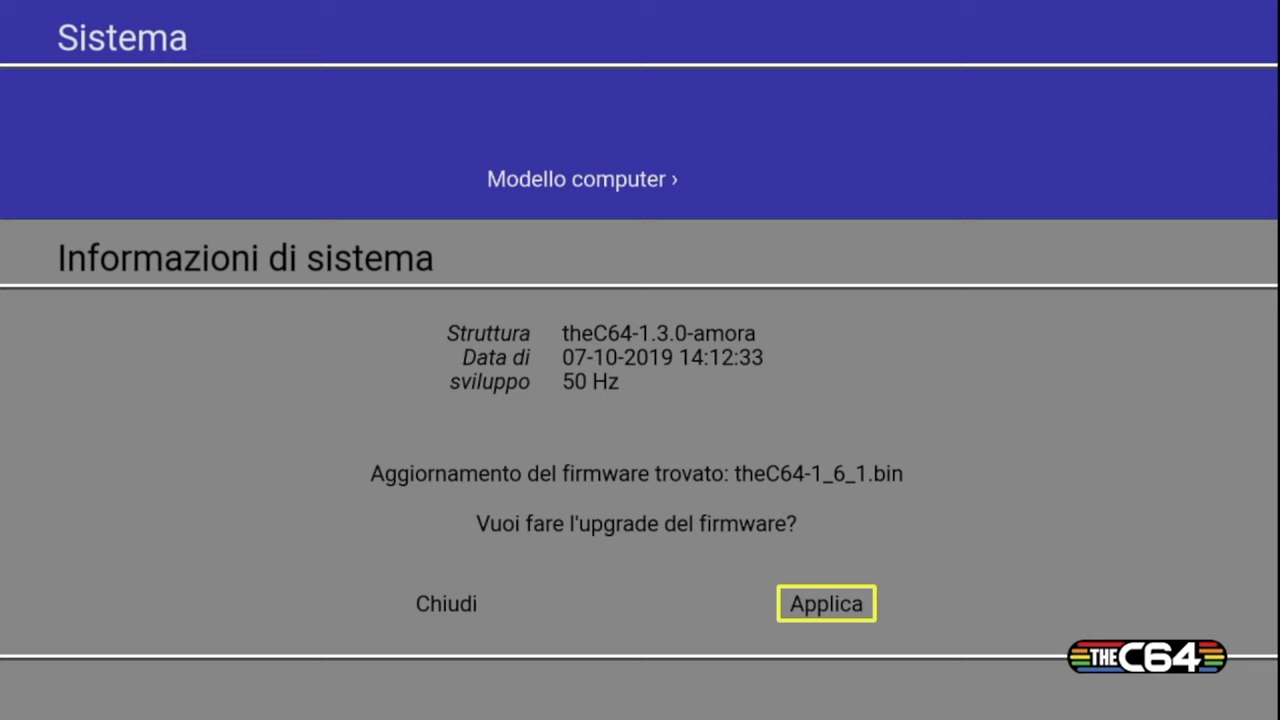 Sistema
Modello computer ›
Informazioni di sistema
Struttura theC64-1.3.0-amora
Data di 07-10-2019 14:12:33
sviluppo 50 Hz
Aggiornamento del firmware trovato: theC64-1_6_1.bin
Vuoi fare l'upgrade del firmware?
Chiudi Applica
THEC64